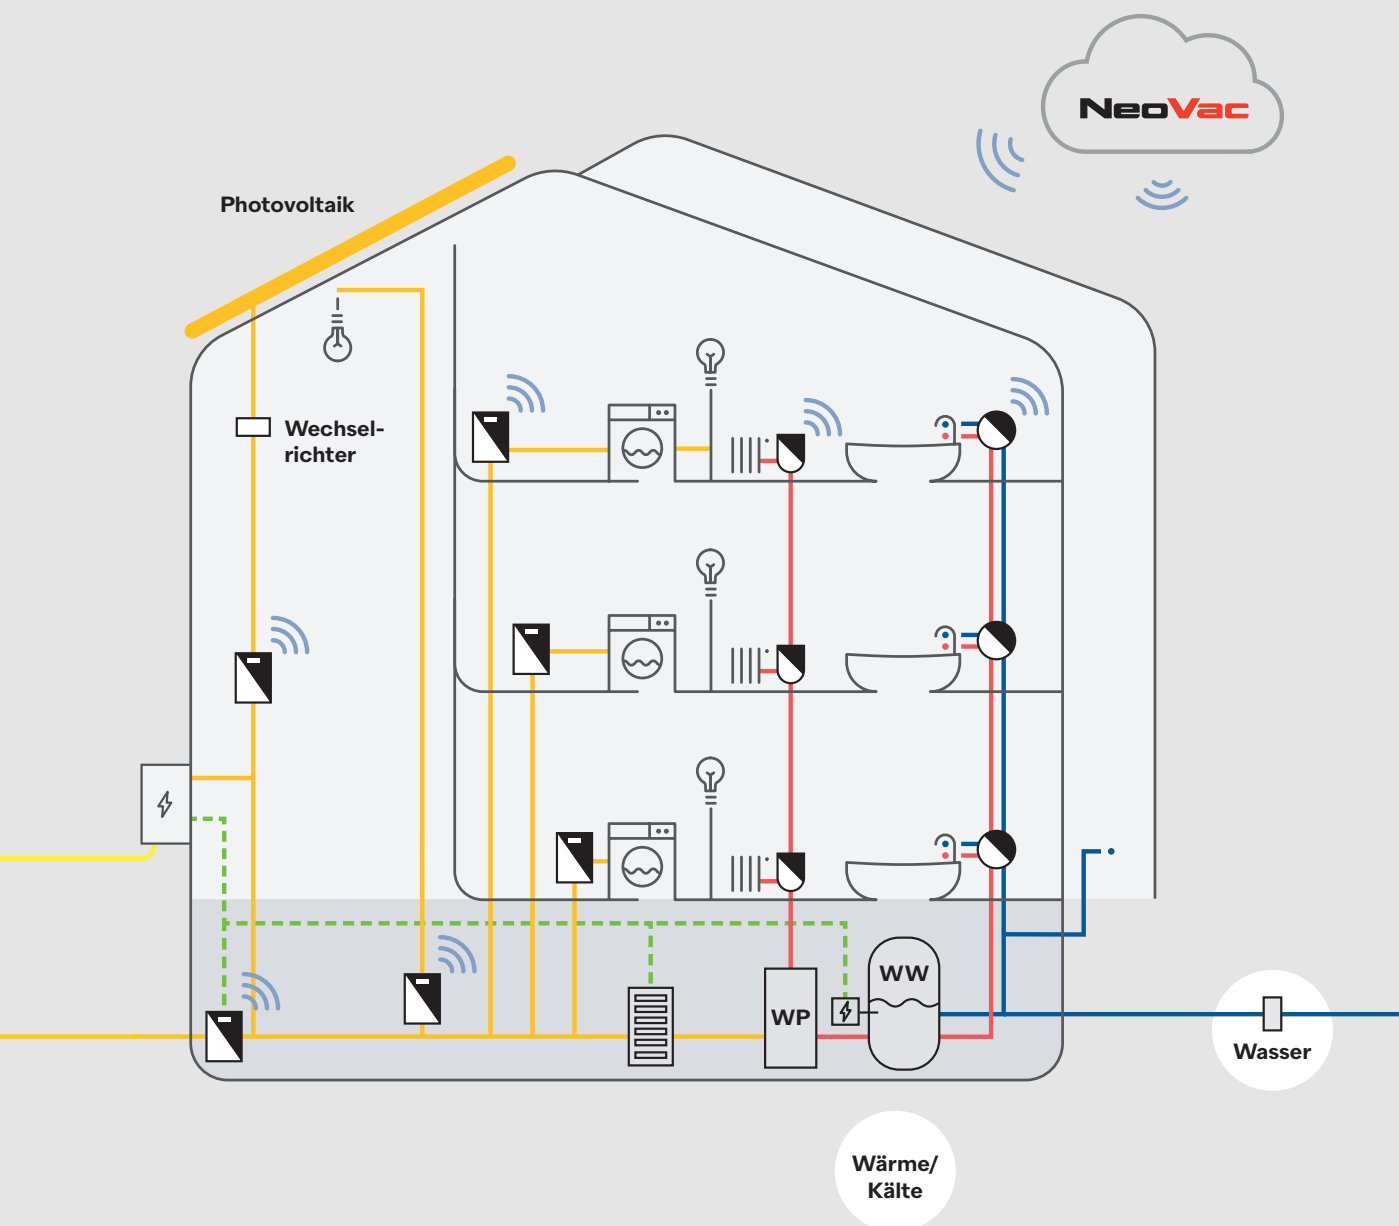 NeoVac
Photovoltaik
Wechsel-
richter
WW
WP
Wasser
Wärme/
Kälte